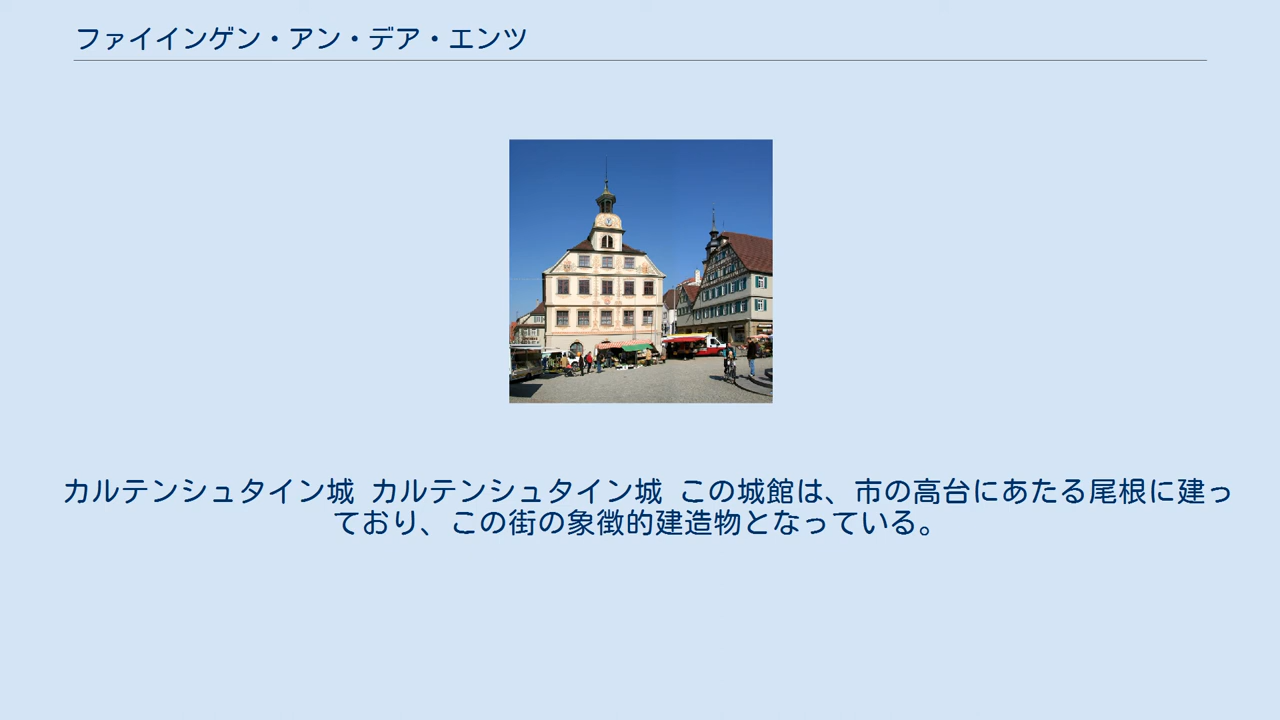 ファイインゲン・アン・デア・エンツ
カルテンシュタイン城 カルテンシュタイン城 この城館は、市の高台にあたる尾根に建っ
ており、この街の象徴的建造物となっている。